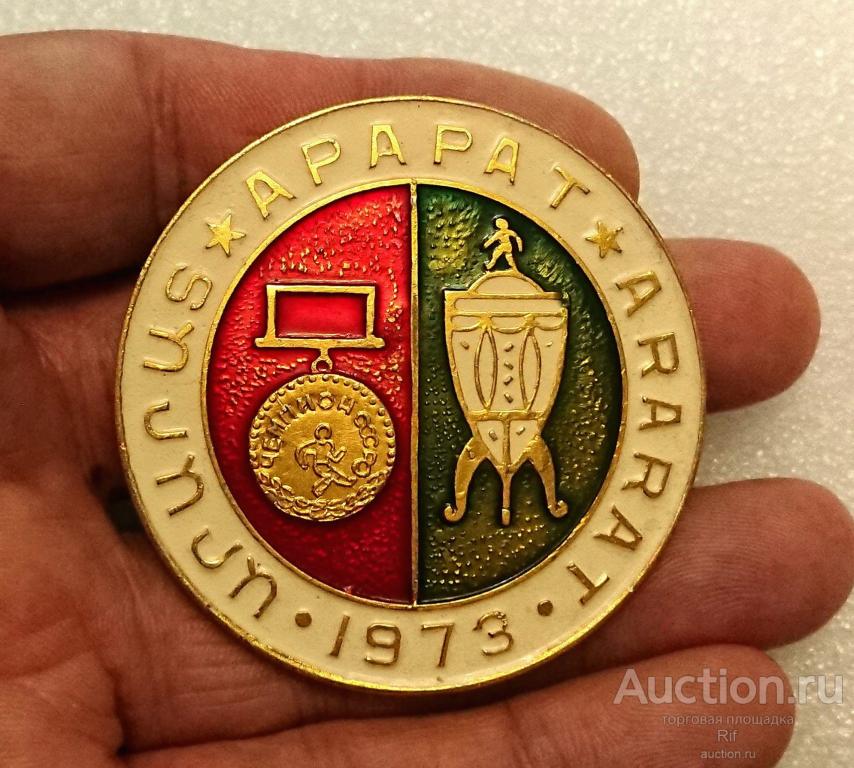 ԱՐԱՐԱՏ
АРАРАТ
ARARAT
1973
ЧЕМПИОН СССР
Auction.ru
торговая площадка
Rif
auction.ru